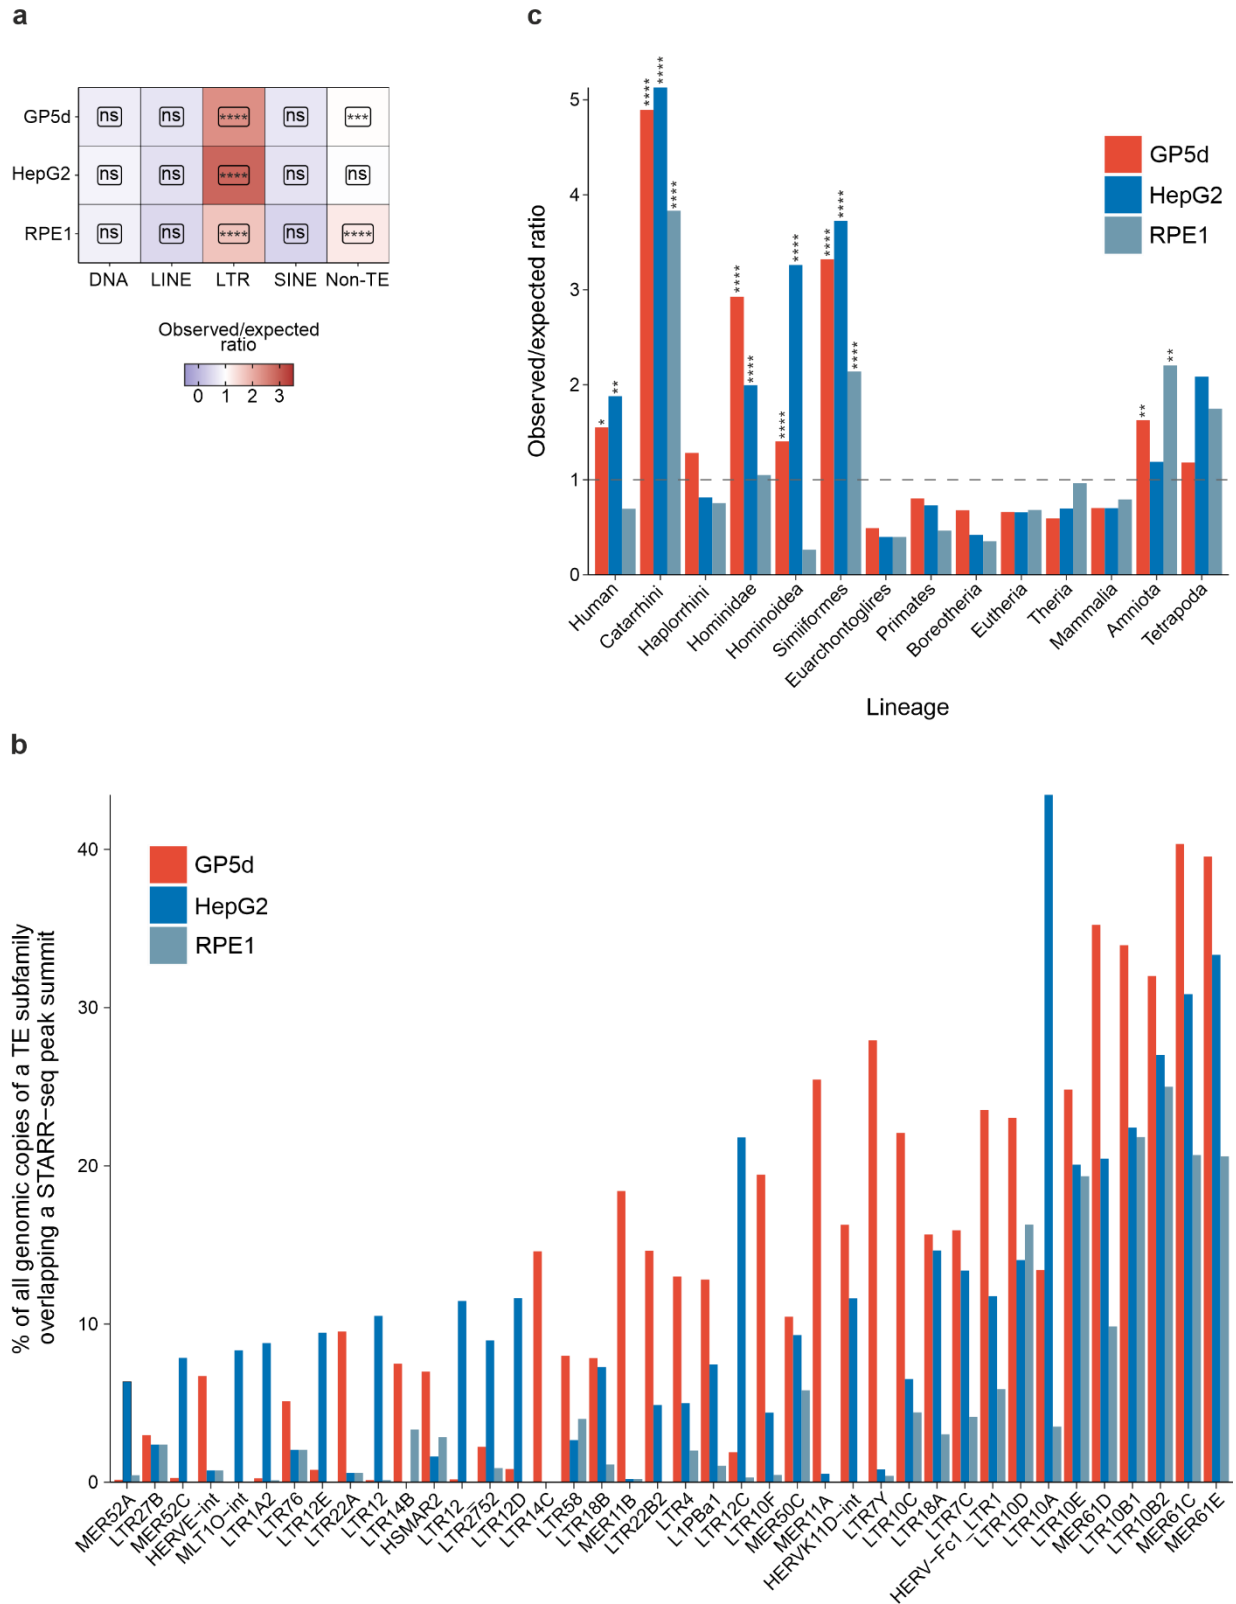 a
GP5d
ns
ns
****
ns
***
HepG2
ns
ns
****
ns
ns
RPE1
ns
ns
****
ns
****
DNA
LINE
LTR
SINE
Non-TE
Observed/expected
ratio
0
1
2
3
c
Observed/expected ratio
5
4
3
2
1
0
*
**
****
****
****
****
****
****
****
****
****
****
**
**
GP5d
HepG2
RPE1
Human
Catarrhini
Haplorrhini
Hominidae
Hominoidea
Simiiformes
Euarchontoglires
Primates
Boreotheria
Eutheria
Theria
Mammalia
Amniota
Tetrapoda
Lineage
b
% of all genomic copies of a TE subfamily
overlapping a STARR−seq peak summit
40
30
20
10
0
GP5d
HepG2
RPE1
MER52A
LTR27B
MER52C
HERVE−int
MLT1O−int
LTR1A2
LTR76
LTR12E
LTR22A
LTR12
LTR14B
HSMAR2
LTR12_
LTR2752
LTR12D
LTR14C
LTR58
LTR18B
MER11B
LTR22B2
LTR4
L1PBa1
LTR12C
LTR10F
MER50C
MER11A
HERVK11D−int
LTR7Y
LTR10C
LTR18A
LTR7C
HERV−Fc1_LTR1
LTR10D
LTR10A
LTR10E
MER61D
LTR10B1
LTR10B2
MER61C
MER61E